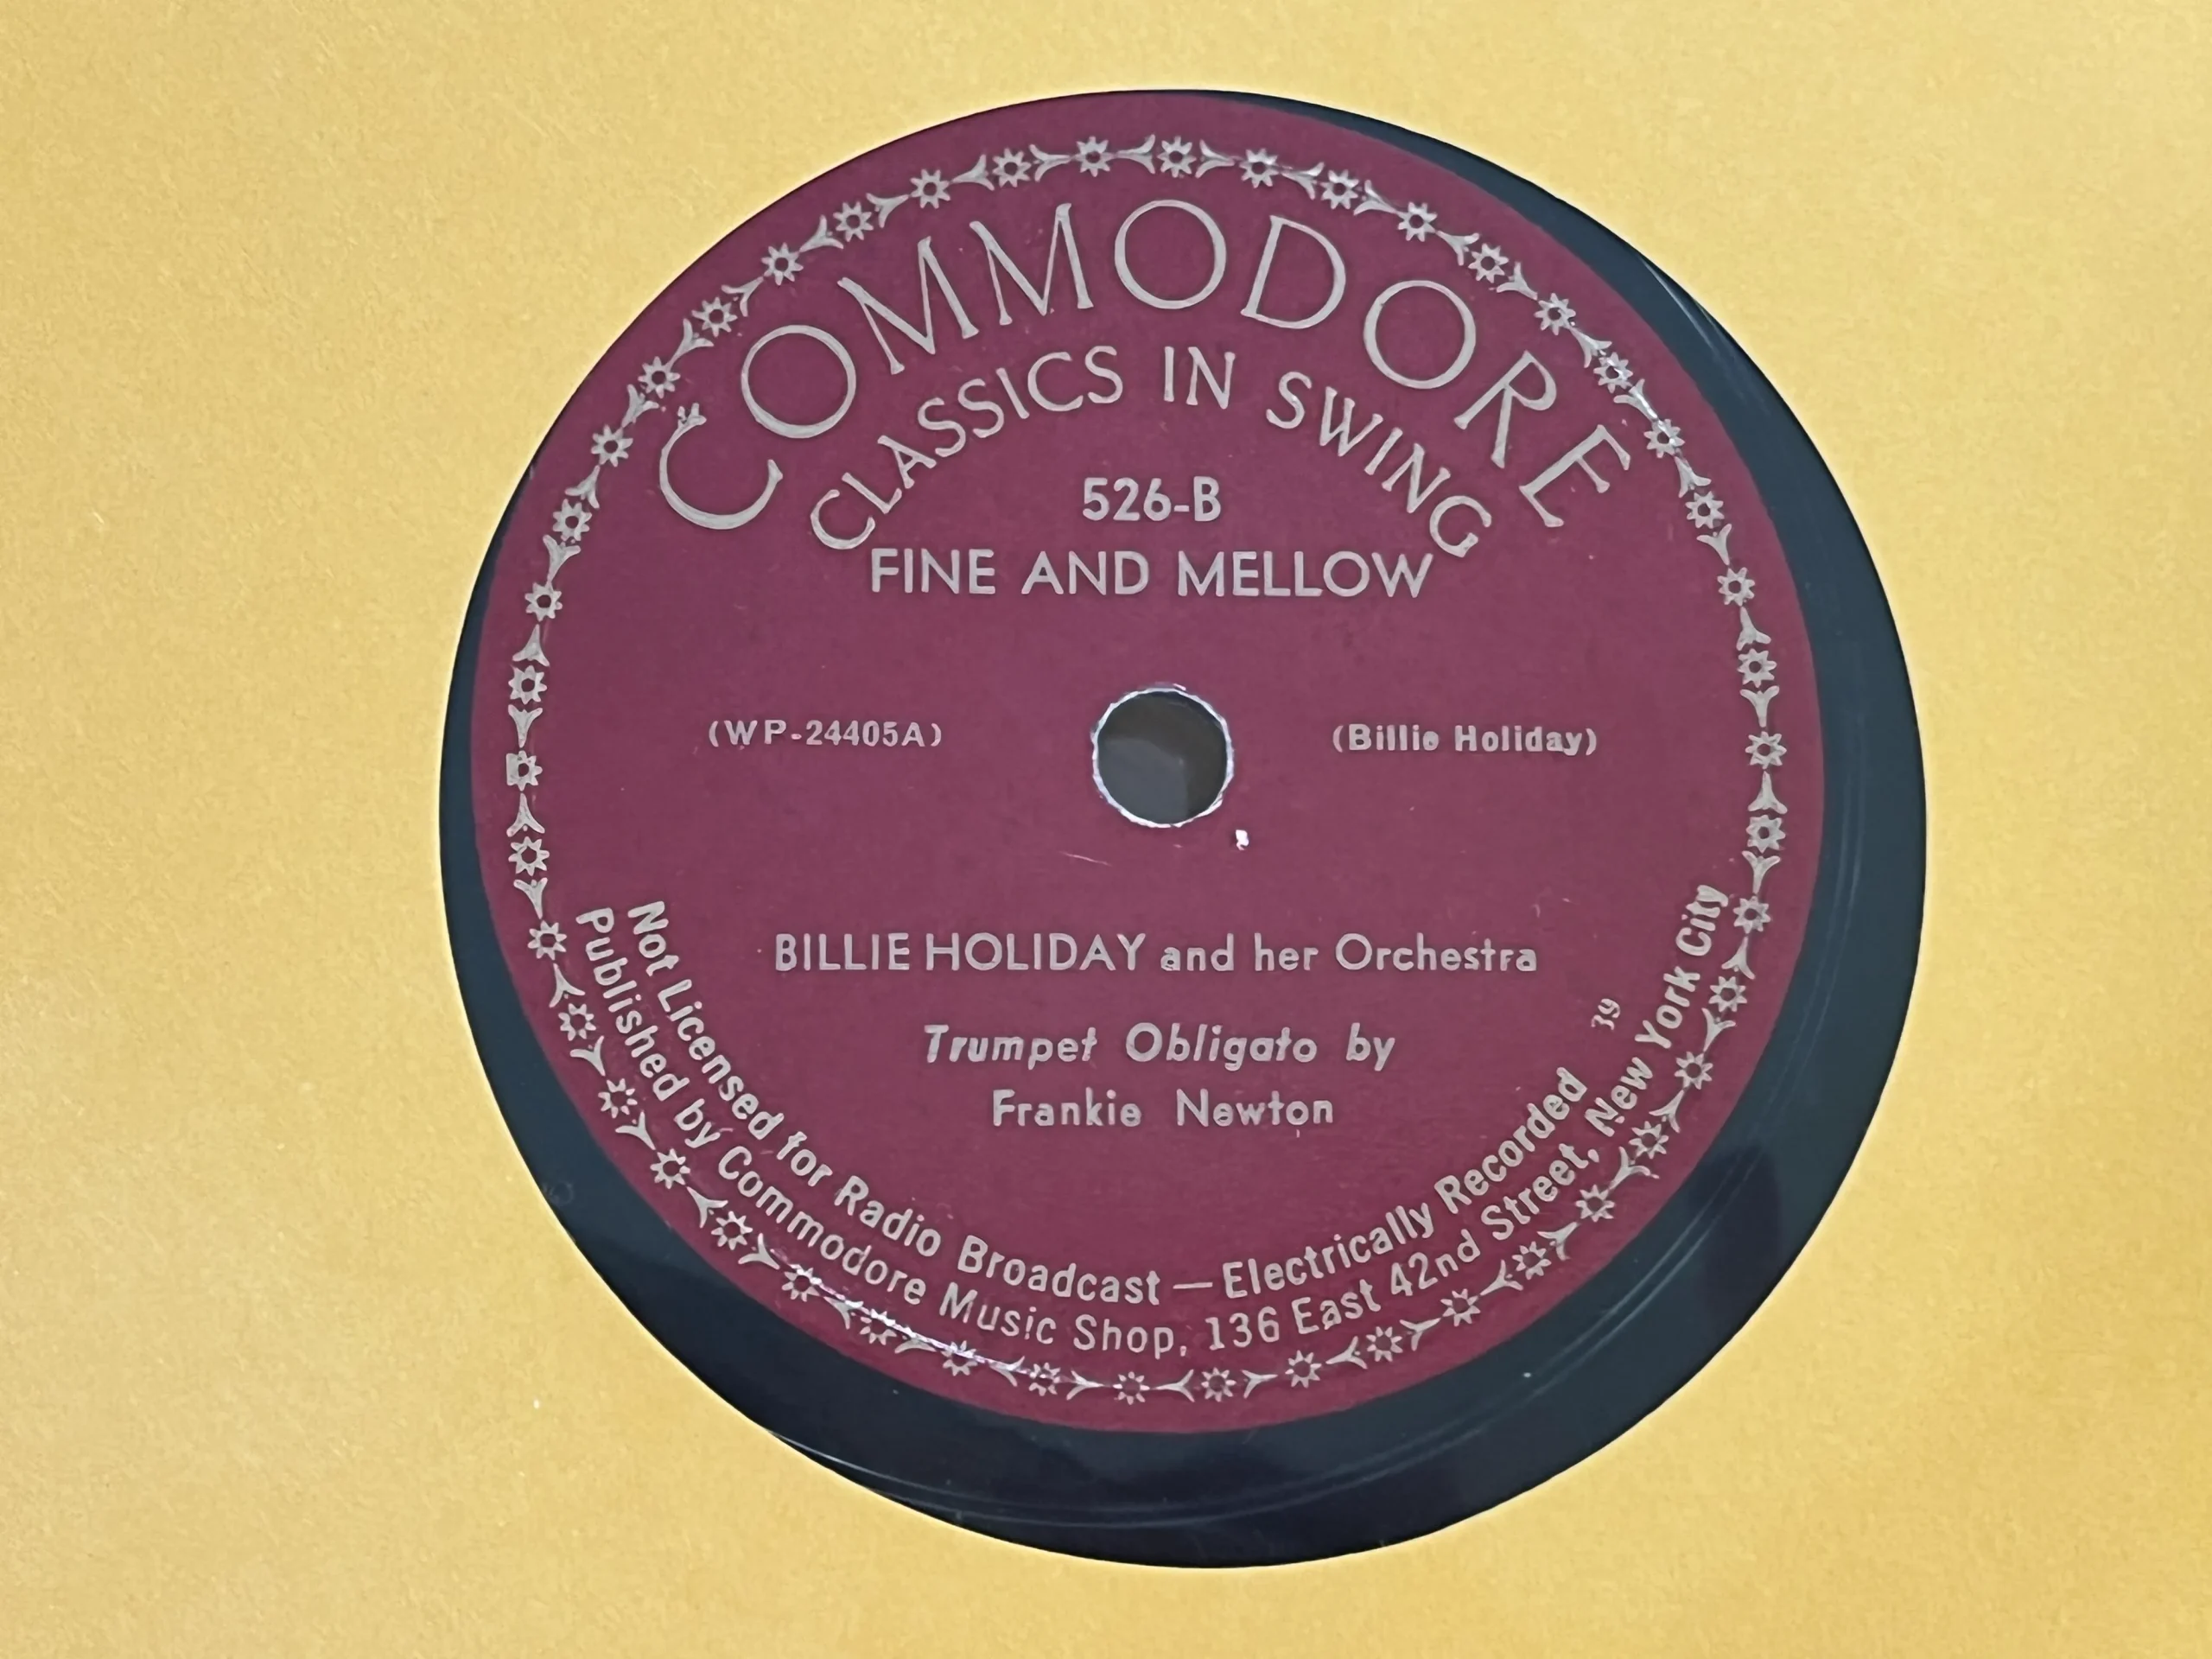 COMMODORE
CLASSICS IN SWING
526-B
FINE AND MELLOW
(WP-24405A)
(Billie Holiday)
BILLIE HOLIDAY and her Orchestra
Trumpet Obligato by
Frankie Newton
39
Not Licensed for Radio Broadcast — Electrically Recorded
Published by Commodore Music Shop, 136 East 42nd Street, New York City